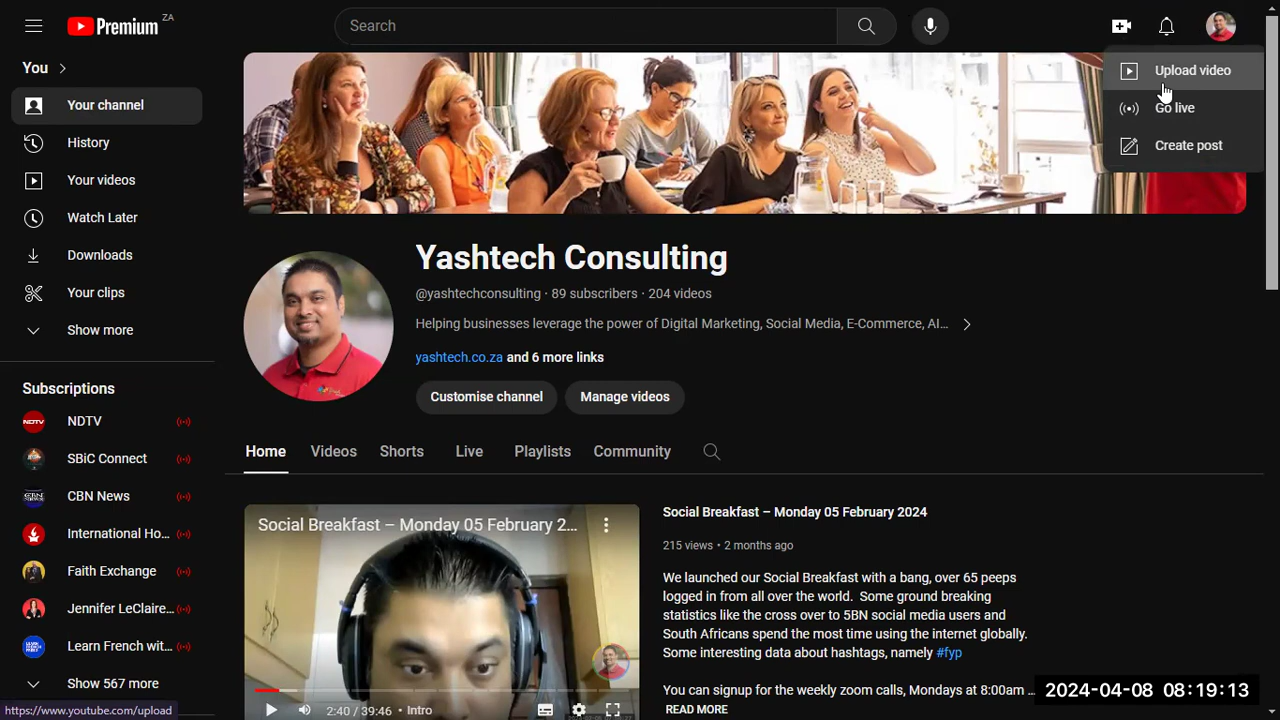 Premium ZA
Search
You
Your channel
History
Your videos
Watch Later
Downloads
Your clips
Show more
Subscriptions
NDTV
SBiC Connect
CBN News
International Ho...
Faith Exchange
Jennifer LeClaire...
Learn French wit...
Show 567 more
https://www.youtube.com/upload
Upload video
Go live
Create post
Yashtech Consulting
@yashtechconsulting · 89 subscribers · 204 videos
Helping businesses leverage the power of Digital Marketing, Social Media, E-Commerce, AI...
yashtech.co.za and 6 more links
Customise channel
Manage videos
Home
Videos
Shorts
Live
Playlists
Community
Social Breakfast – Monday 05 February 2...
2:40 / 39:46 • Intro
Social Breakfast – Monday 05 February 2024
215 views • 2 months ago
We launched our Social Breakfast with a bang, over 65 peeps
logged in from all over the world. Some ground breaking
statistics like the cross over to 5BN social media users and
South Africans spend the most time using the internet globally.
Some interesting data about hashtags, namely #fyp
You can signup for the weekly zoom calls, Mondays at 8:00am ...
READ MORE
2024-04-08 08:19:13